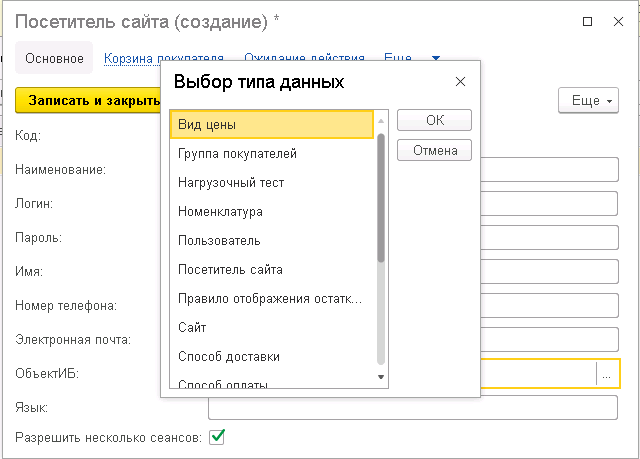 Посетитель сайта (создание) *
Основное Корзина покупателя Ожидание действия Еще
Выбор типа данных
Записать и закрыть
Еще
Вид цены
ОК
Отмена
Группа покупателей
Нагрузочный тест
Номенклатура
Пользователь
Посетитель сайта
Правило отображения остатк...
Сайт
Способ доставки
Способ оплаты
Код:
Наименование:
Логин:
Пароль:
Имя:
Номер телефона:
Электронная почта:
ОбъектИБ:
...
Язык:
Разрешить несколько сеансов: